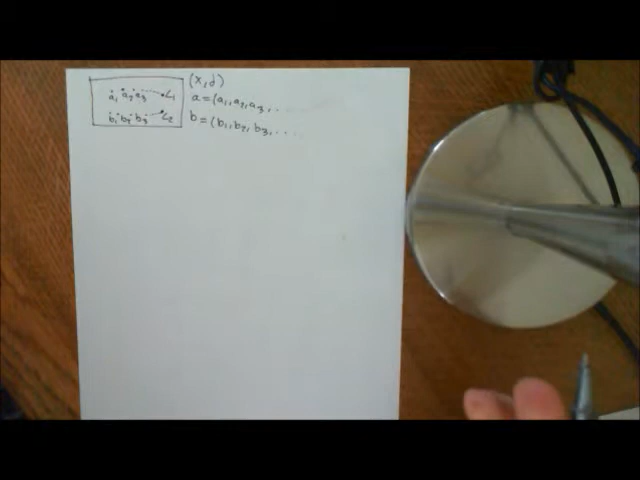 (X,d)
a₁ a₂ a₃ ...... L₁
a=(a₁,a₂,a₃,....
b₁ b₂ b₃ ...... L₂
b=(b₁,b₂,b₃,....